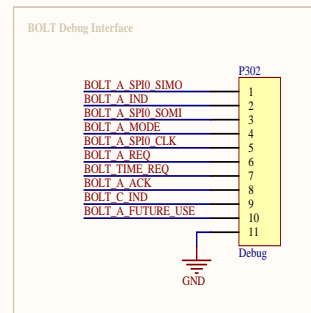 BOLT Debug Interface
P302
BOLT_A_SPI0_SIMO 1
BOLT_A_IND 2
BOLT_A_SPI0_SOMI 3
BOLT_A_MODE 4
BOLT_A_SPI0_CLK 5
BOLT_A_REQ 6
BOLT_TIME_REQ 7
BOLT_A_ACK 8
BOLT_C_IND 9
BOLT_A_FUTURE_USE 10
11
Debug
GND